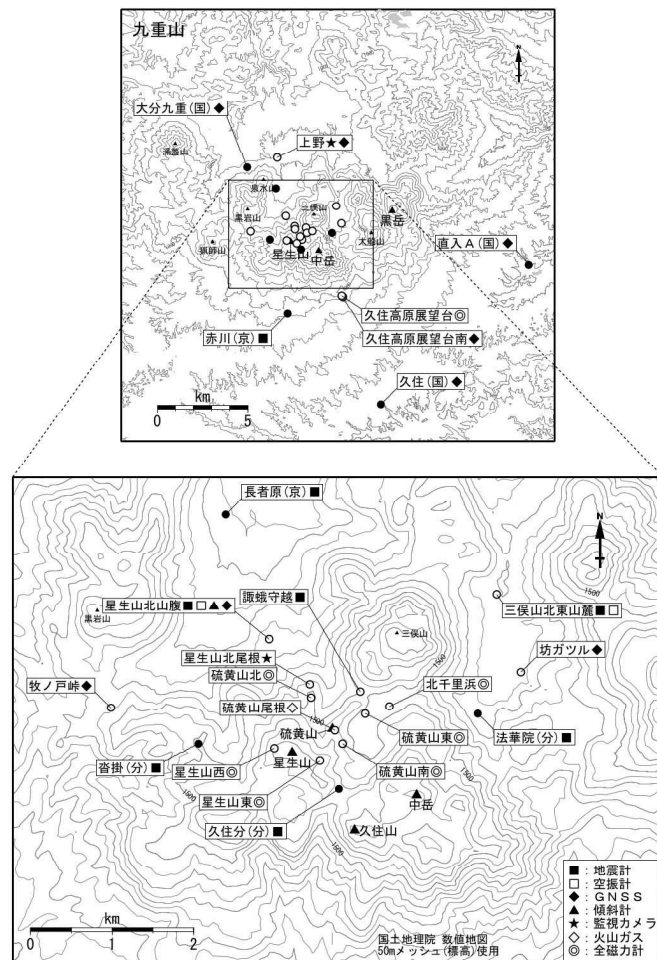 九重山
N
大分九重(国)◆
上野★◆
涌蓋山
泉水山
黒岩山
三俣山
黒岳
猟師山
大船山
星生山
中岳
直入A(国)◆
久住高原展望台◎
赤川(京)■
久住高原展望台南◆
久住(国)◆
km
0 5
長者原(京)■
N
諏蛾守越■
星生山北山腹■□▲◆
1500
三俣山北東山麓■□
黒岩山
三俣山
星生山北尾根★
1500
坊ガツル◆
硫黄山北◎
牧ノ戸峠◆
北千里浜◎
硫黄山尾根◇
1500
硫黄山
硫黄山東◎
法華院(分)■
沓掛(分)■
星生山西◎
星生山
硫黄山南◎
星生山東◎
1500
中岳
1500
久住分(分)■
久住山
1500
km
0 1 2
国土地理院 数値地図
50mメッシュ(標高)使用
■:地震計
□:空振計
◆:GNSS
▲:傾斜計
★:監視カメラ
◇:火山ガス
◎:全磁力計